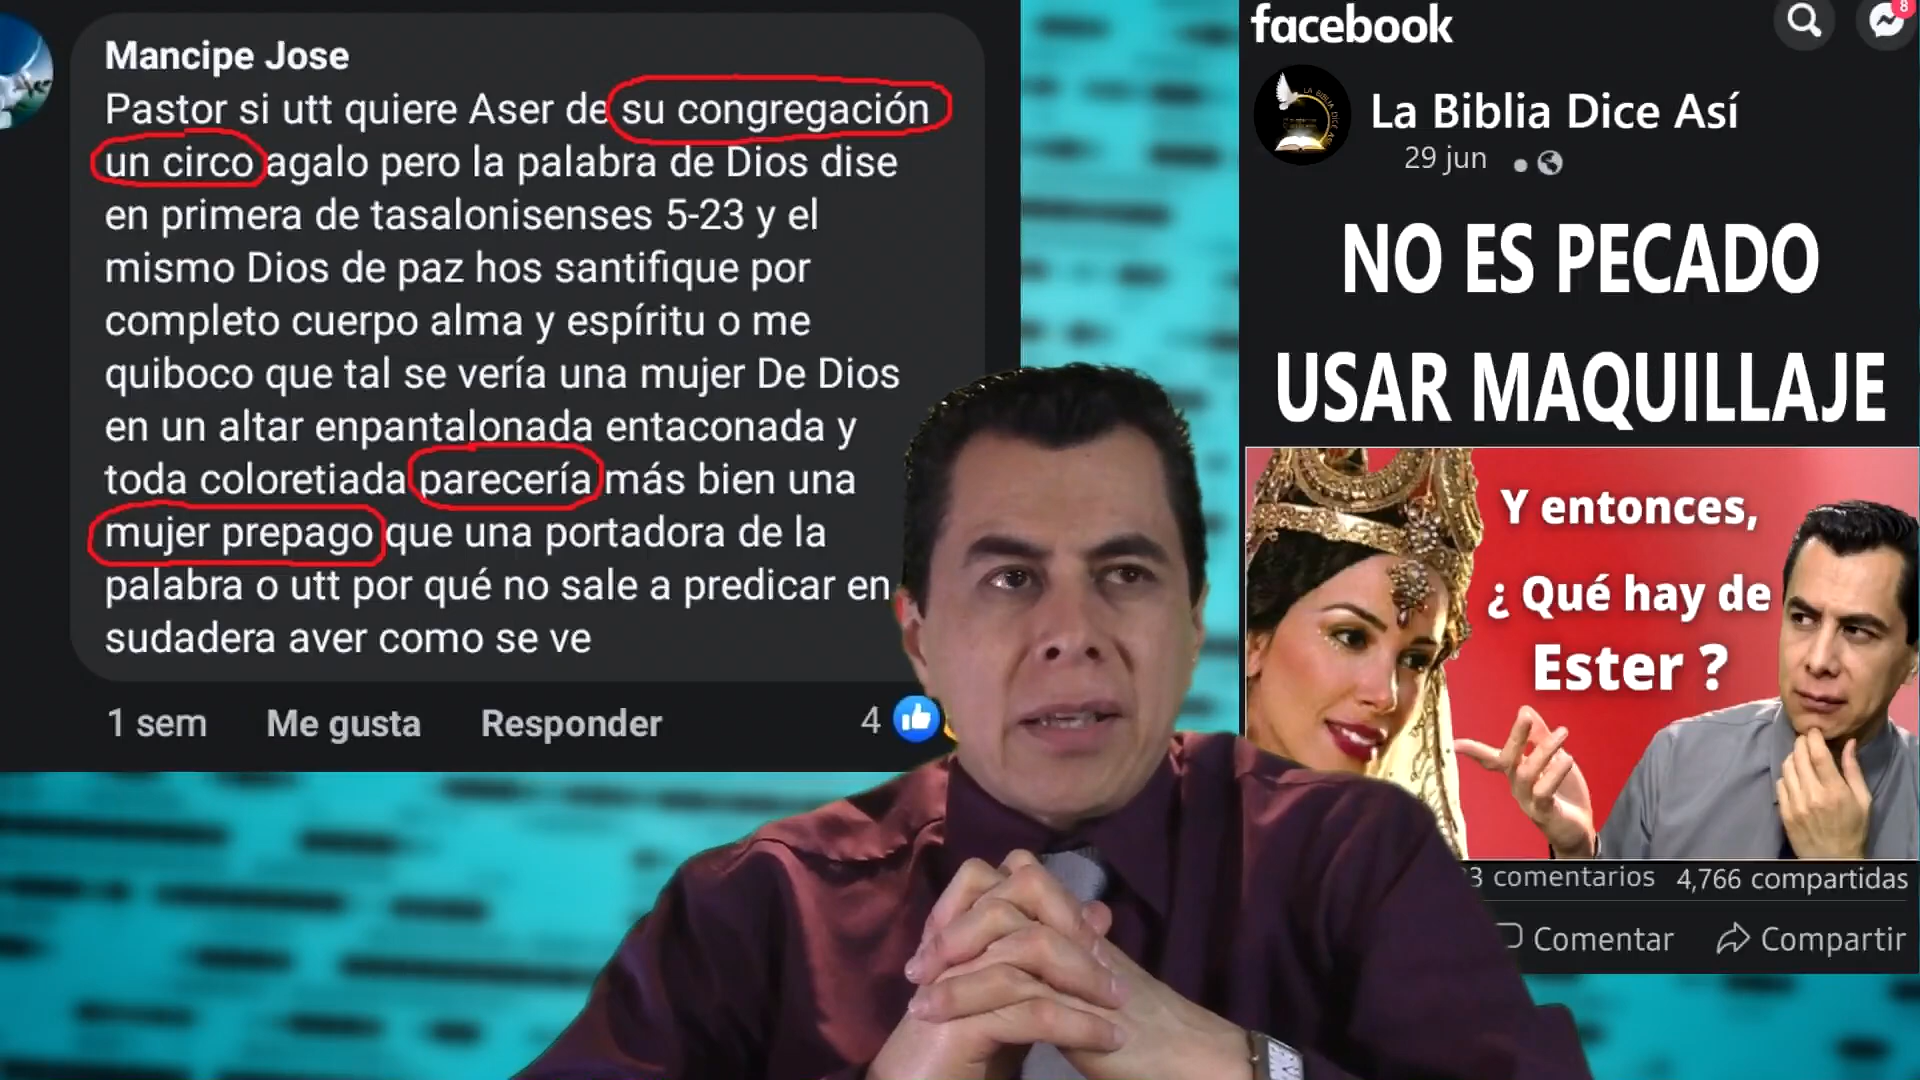 Mancipe Jose
Pastor si utt quiere Aser de su congregación
un circo agalo pero la palabra de Dios dise
en primera de tasalonisenses 5-23 y el
mismo Dios de paz hos santifique por
completo cuerpo alma y espíritu o me
quiboco que tal se vería una mujer De Dios
en un altar enpantalonada entaconada y
toda coloretiada parecería más bien una
mujer prepago que una portadora de la
palabra o utt por qué no sale a predicar en
sudadera aver como se ve
1 sem Me gusta Responder 4
facebook
8
La Biblia Dice Así
29 jun
NO ES PECADO
USAR MAQUILLAJE
Y entonces,
¿ Qué hay de
Ester ?
3 comentarios 4,766 compartidas
Comentar Compartir